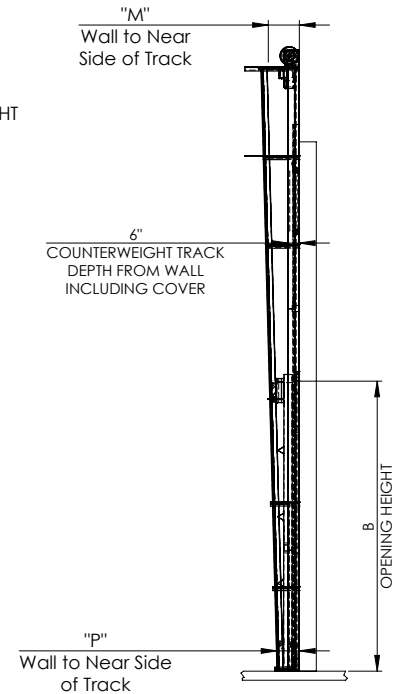 "M"
Wall to Near
Side of Track
HT
6"
COUNTERWEIGHT TRACK
DEPTH FROM WALL
INCLUDING COVER
B
OPENING HEIGHT
"P"
Wall to Near Side
of Track